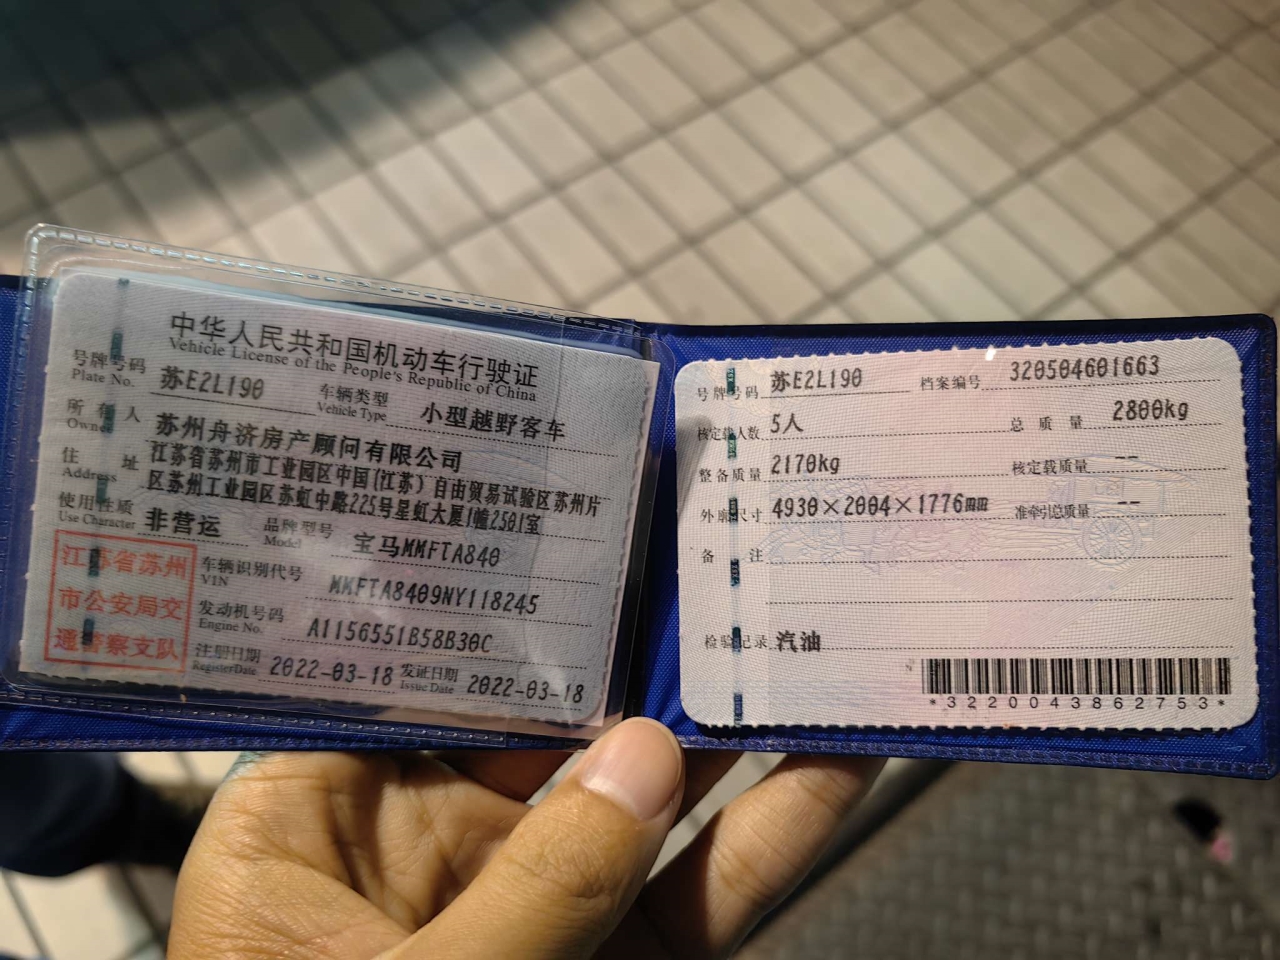 中华人民共和国机动车行驶证
Vehicle License of the People's Republic of China
号牌号码 苏E2L190 车辆类型 小型越野客车
Plate No. Vehicle Type
所有人 苏州舟济房产顾问有限公司
Owner
住址 江苏省苏州市工业园区中国(江苏)自由贸易试验区苏州片
Address 区苏州工业园区苏虹中路225号星虹大厦1幢2501室
使用性质 非营运 品牌型号 宝马MMFTA840
Use Character Model
江苏省苏州
市公安局交
通警察支队
车辆识别代号 MMFTA8409NY118245
VIN
发动机号码 A1156551B58B30C
Engine No.
注册日期 2022-03-18 发证日期 2022-03-18
Register Date Issue Date
号牌号码 苏E2L190 档案编号 320504601663
核定载人数 5人 总质量 2800kg
整备质量 2170kg 核定载质量 --
外廓尺寸 4930×2004×1776mm 准牵引总质量 --
备注
检验记录 汽油
*3220043862753*